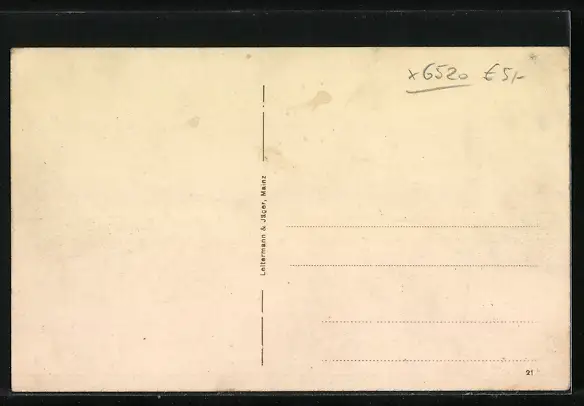 x6520 € 5,-
Leitermann & Jäger, Mainz
21